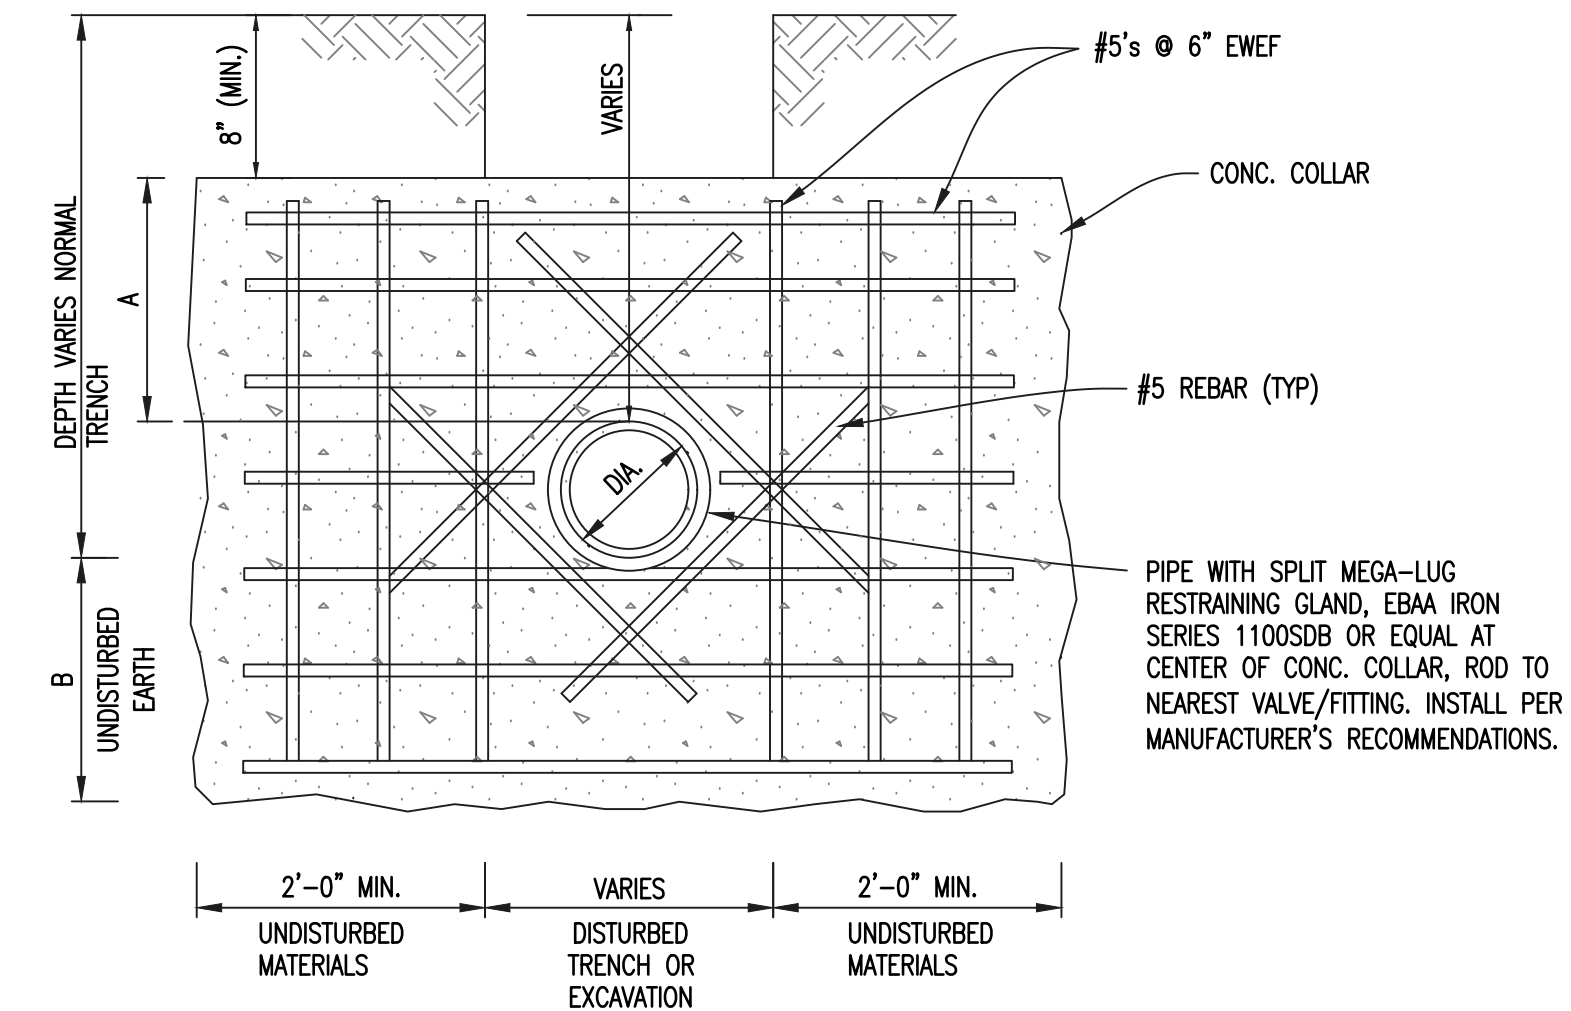 8" (MIN.)
VARIES
#5's @ 6" EWEF
CONC. COLLAR
DEPTH VARIES NORMAL
TRENCH
A
#5 REBAR (TYP)
DIA.
PIPE WITH SPLIT MEGA-LUG
RESTRAINING GLAND, EBAA IRON
SERIES 1100SDB OR EQUAL AT
CENTER OF CONC. COLLAR, ROD TO
NEAREST VALVE/FITTING. INSTALL PER
MANUFACTURER'S RECOMMENDATIONS.
B
UNDISTURBED
EARTH
2'-0" MIN.
UNDISTURBED
MATERIALS
VARIES
DISTURBED
TRENCH OR
EXCAVATION
2'-0" MIN.
UNDISTURBED
MATERIALS